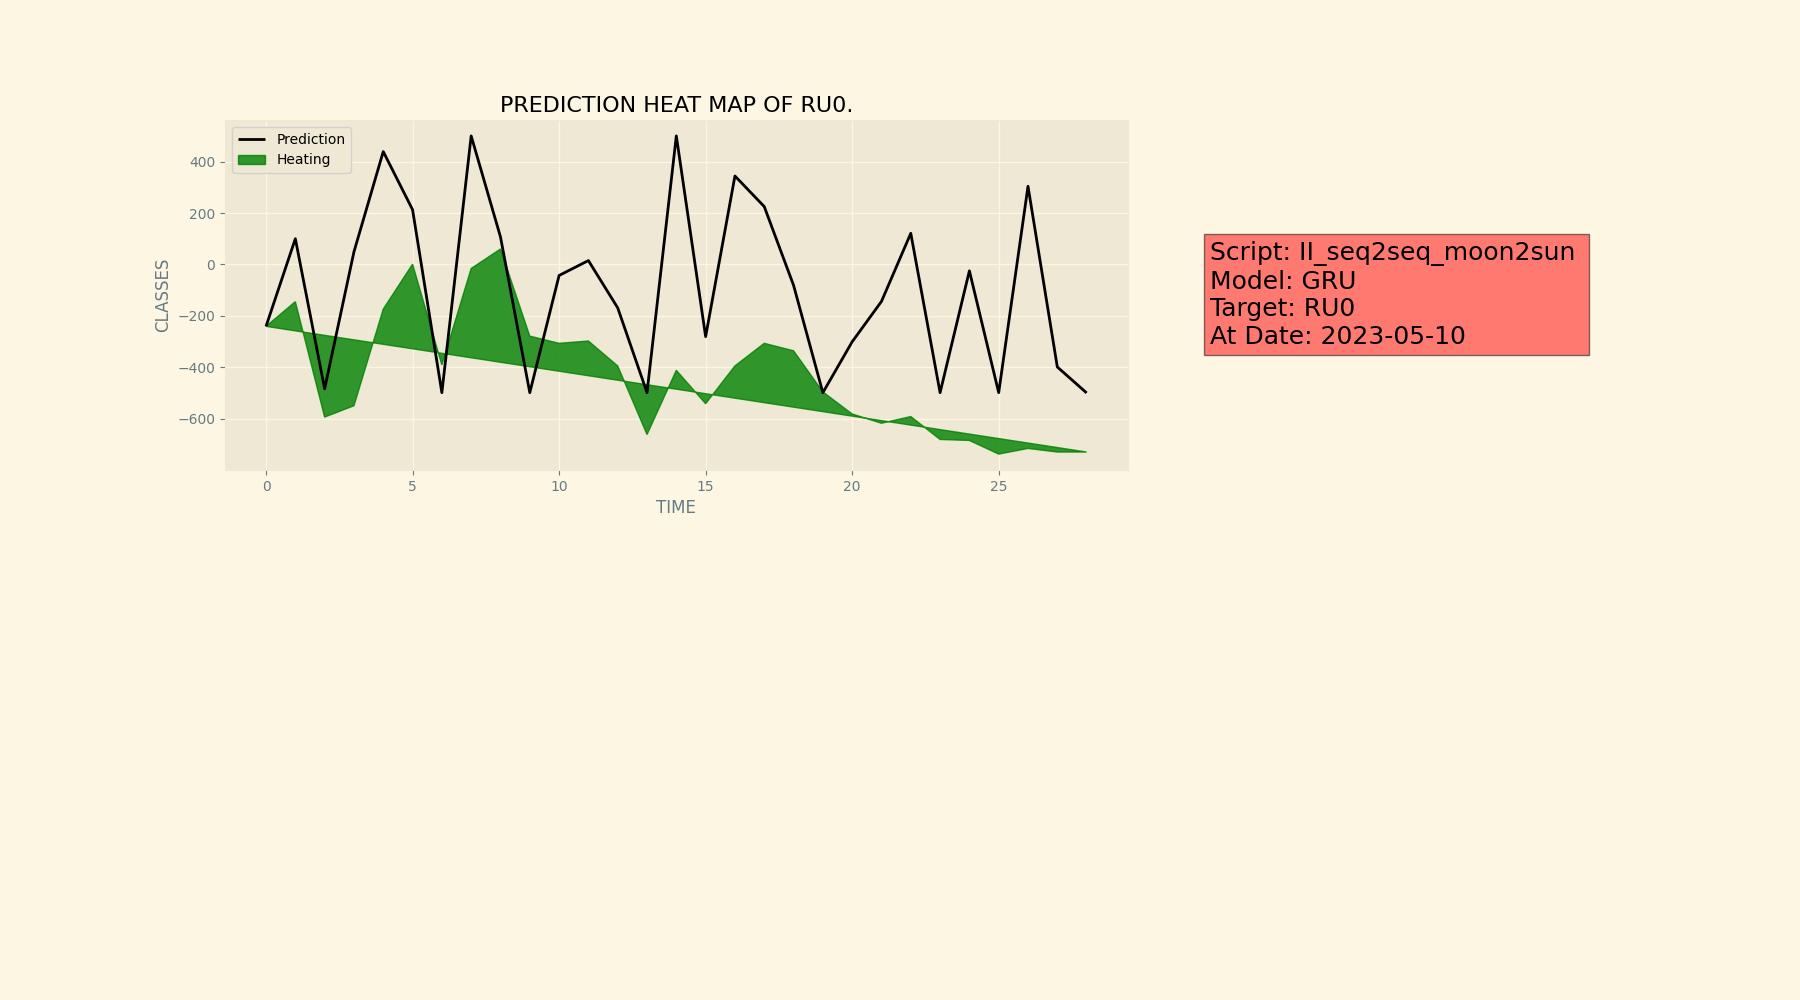 PREDICTION HEAT MAP OF RU0.
Prediction
Heating
400
200
0
−200
−400
−600
CLASSES
0 5 10 15 20 25
TIME
Script: II_seq2seq_moon2sun
Model: GRU
Target: RU0
At Date: 2023-05-10